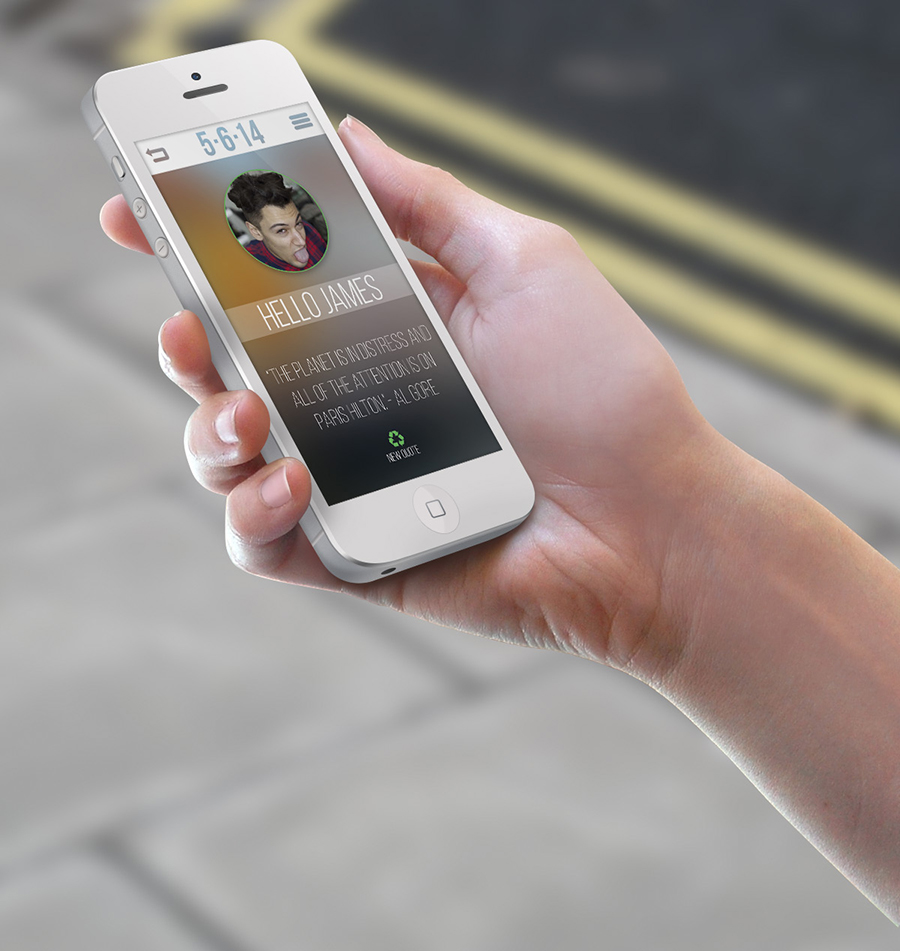 5·6·14
HELLO JAMES
'THE PLANET IS IN DISTRESS AND
ALL OF THE ATTENTION IS ON
PARIS HILTON.' - AL GORE
NEW QUOTE